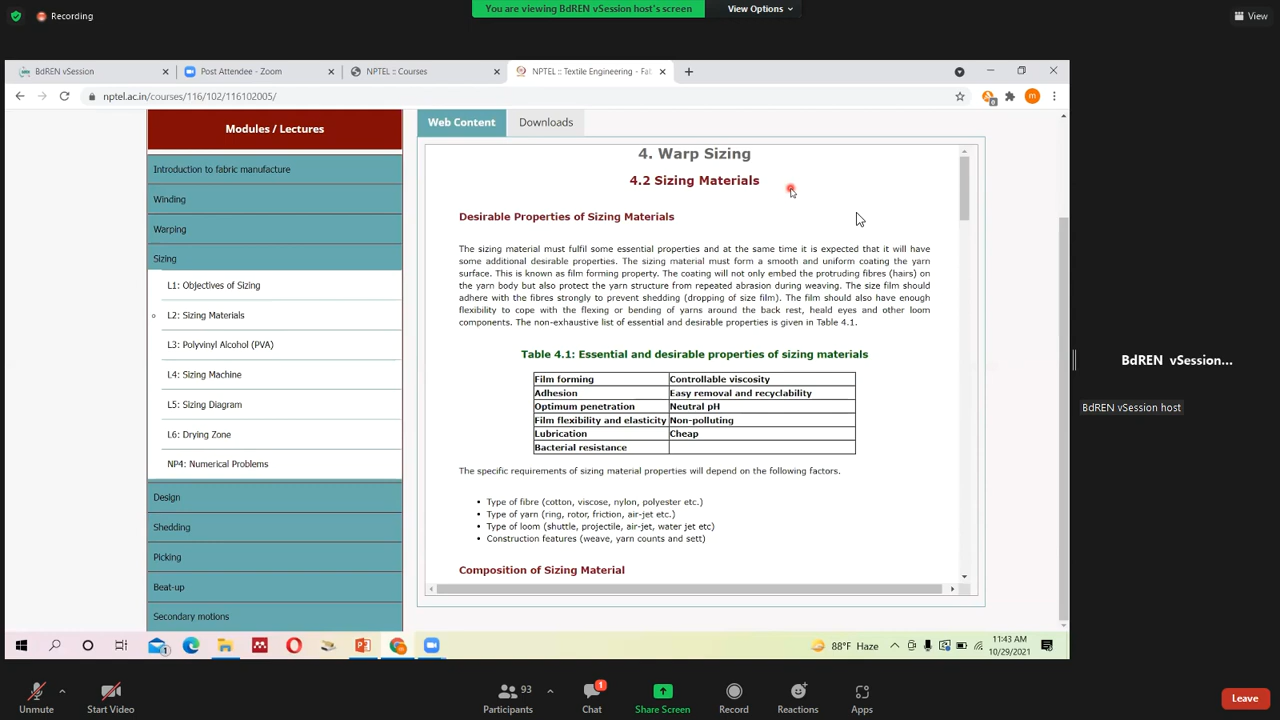 Recording
You are viewing BdREN vSession host's screen
View Options
View
BdREN vSession
Post Attendee - Zoom
NPTEL :: Courses
NPTEL :: Textile Engineering - Fab
nptel.ac.in/courses/116/102/116102005/
Modules / Lectures
Introduction to fabric manufacture
Winding
Warping
Sizing
L1: Objectives of Sizing
L2: Sizing Materials
L3: Polyvinyl Alcohol (PVA)
L4: Sizing Machine
L5: Sizing Diagram
L6: Drying Zone
NP4: Numerical Problems
Design
Shedding
Picking
Beat-up
Secondary motions
Web Content
Downloads
4. Warp Sizing
4.2 Sizing Materials
Desirable Properties of Sizing Materials
The sizing material must fulfil some essential properties and at the same time it is expected that it will have
some additional desirable properties. The sizing material must form a smooth and uniform coating the yarn
surface. This is known as film forming property. The coating will not only embed the protruding fibres (hairs) on
the yarn body but also protect the yarn structure from repeated abrasion during weaving. The size film should
adhere with the fibres strongly to prevent shedding (dropping of size film). The film should also have enough
flexibility to cope with the flexing or bending of yarns around the back rest, heald eyes and other loom
components. The non-exhaustive list of essential and desirable properties is given in Table 4.1.
Table 4.1: Essential and desirable properties of sizing materials
Film forming Controllable viscosity
Adhesion Easy removal and recyclability
Optimum penetration Neutral pH
Film flexibility and elasticity Non-polluting
Lubrication Cheap
Bacterial resistance
The specific requirements of sizing material properties will depend on the following factors.
• Type of fibre (cotton, viscose, nylon, polyester etc.)
• Type of yarn (ring, rotor, friction, air-jet etc.)
• Type of loom (shuttle, projectile, air-jet, water jet etc)
• Construction features (weave, yarn counts and sett)
Composition of Sizing Material
BdREN vSession...
BdREN vSession host
88°F Haze
11:43 AM
10/29/2021
Unmute
Start Video
93
Participants
1
Chat
Share Screen
Record
Reactions
Apps
Leave